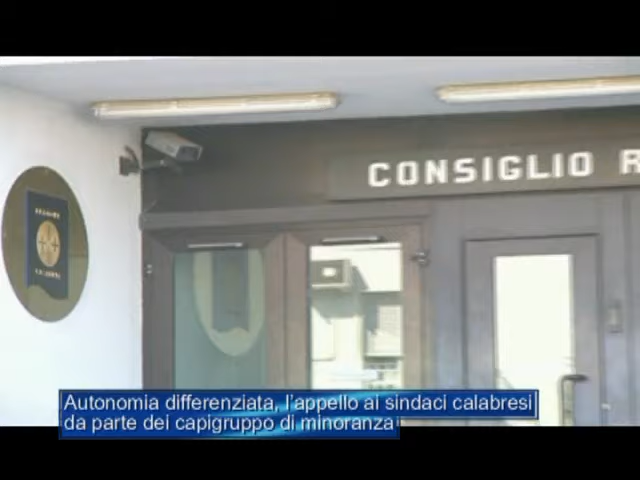 CONSIGLIO R
Autonomia differenziata, l'appello ai sindaci calabresi
da parte dei capigruppo di minoranza